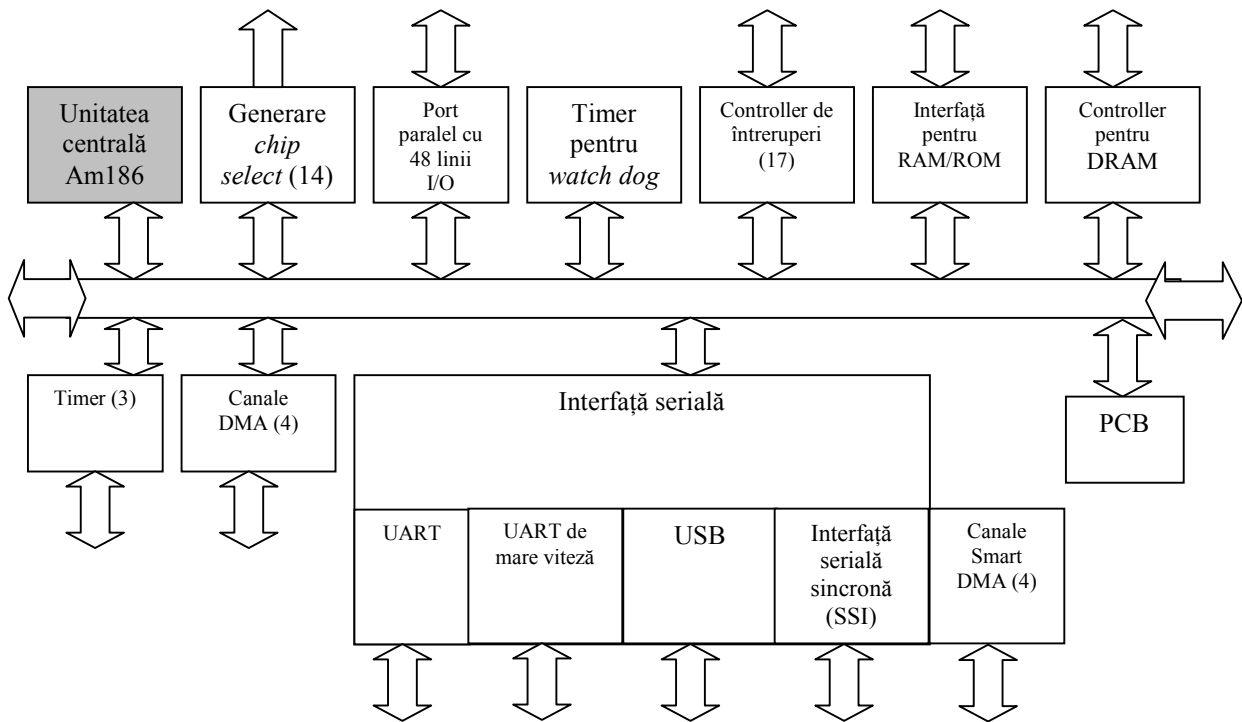 Unitatea
centrală
Am186
Generare
chip
select (14)
Port
paralel cu
48 linii
I/O
Timer
pentru
watch dog
Controller de
întreruperi
(17)
Interfață
pentru
RAM/ROM
Controller
pentru
DRAM
Timer (3)
Canale
DMA (4)
Interfață serială
PCB
UART
UART de
mare viteză
USB
Interfață
serială
sincronă
(SSI)
Canale
Smart
DMA (4)